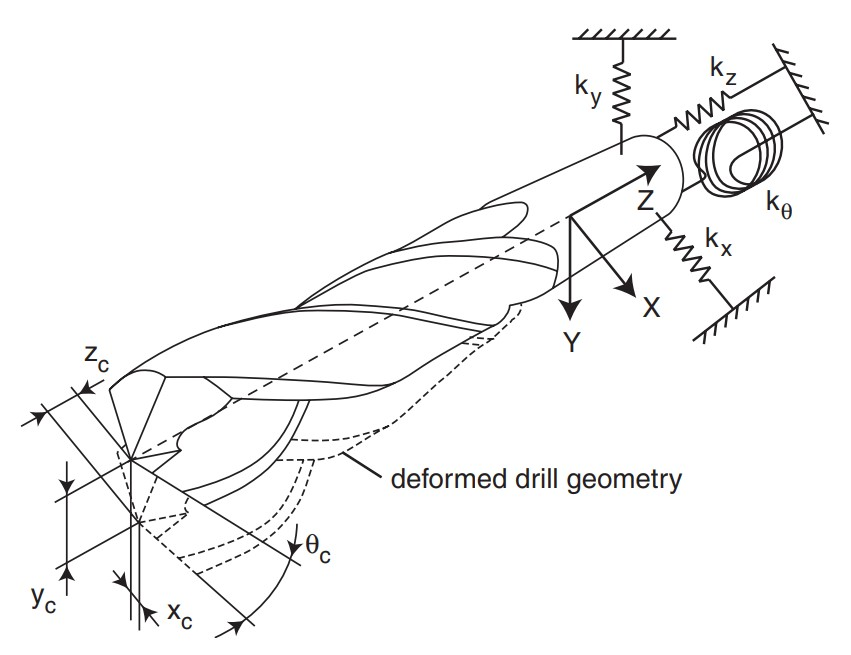 k_y
k_z
k_θ
Z
k_x
X
Y
z_c
deformed drill geometry
θ_c
y_c
x_c